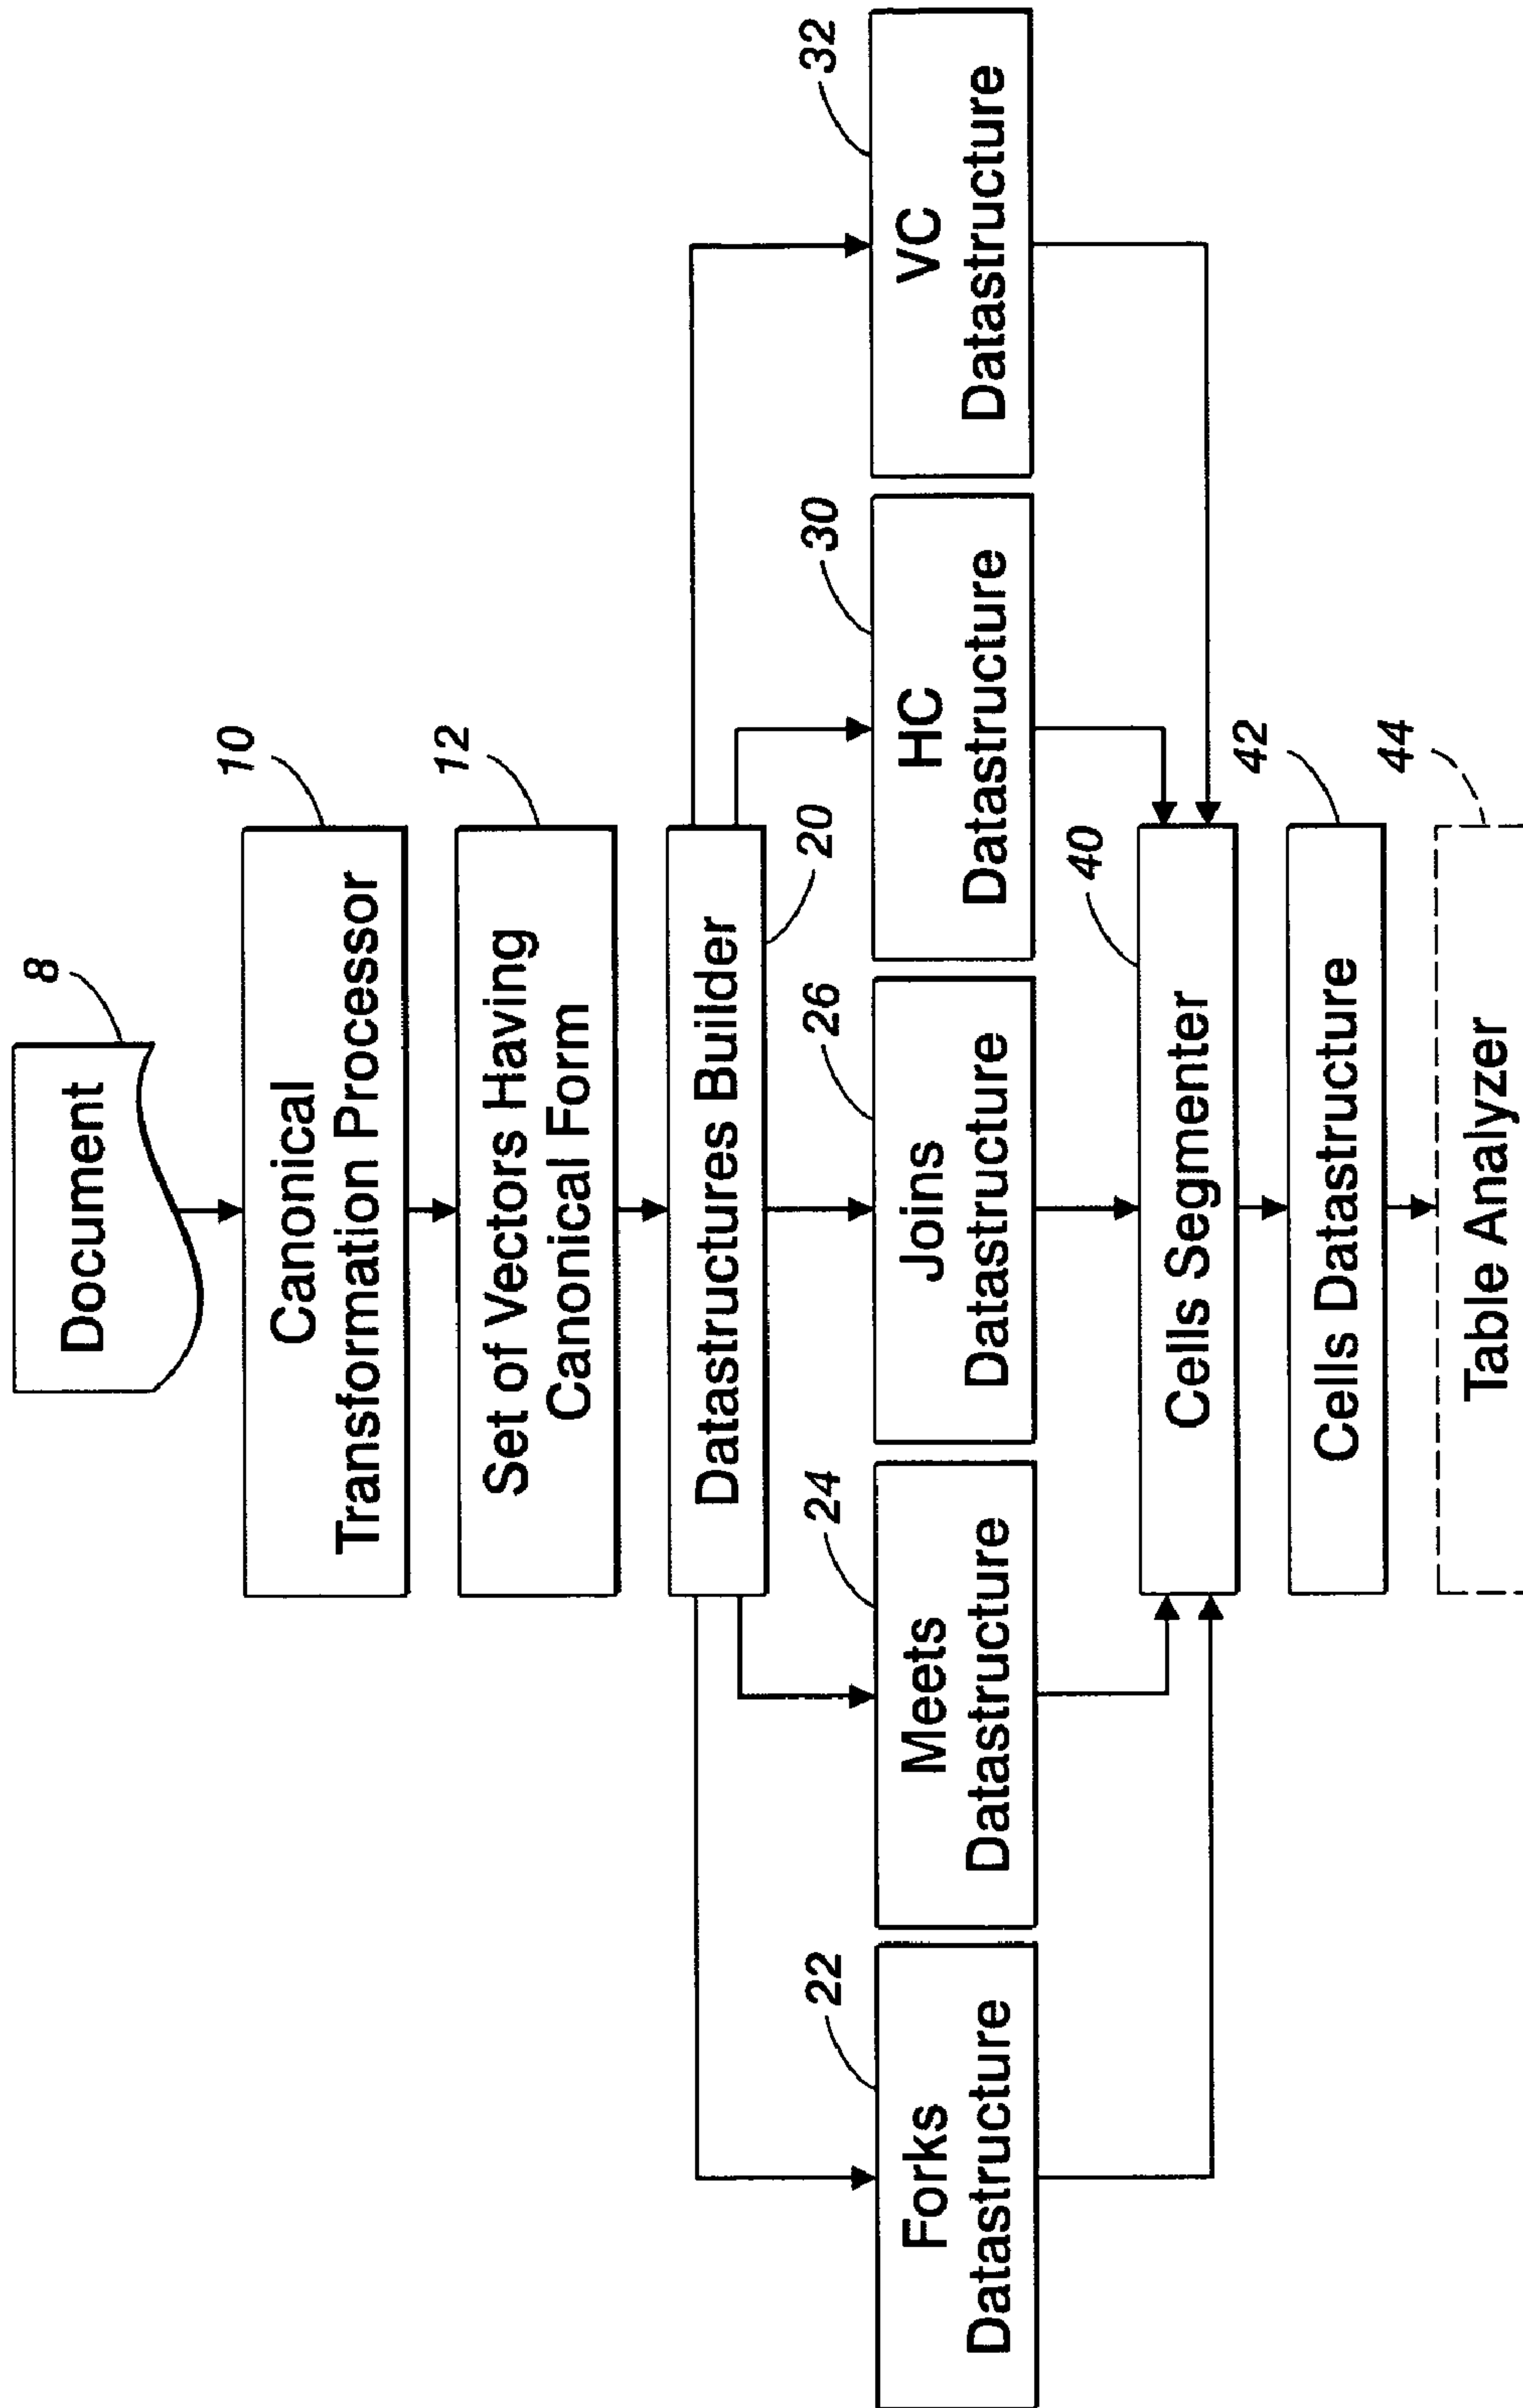 Document
8
Canonical
Transformation Processor
10
Set of Vectors Having
Canonical Form
12
Datastructures Builder
20
Forks
Datastructure
22
Meets
Datastructure
24
Joins
Datastructure
26
HC
Datastructure
30
VC
Datastructure
32
Cells Segmenter
40
Cells Datastructure
42
Table Analyzer
44